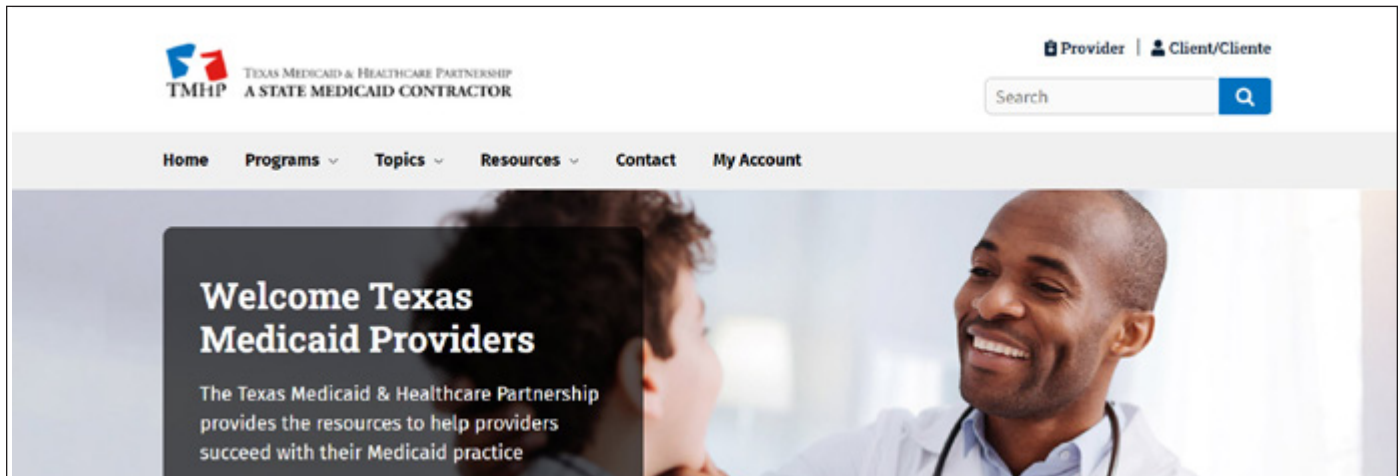 Provider | Client/Cliente
TEXAS MEDICAID & HEALTHCARE PARTNERSHIP
TMHP A STATE MEDICAID CONTRACTOR
Search
Home Programs Topics Resources Contact My Account
Welcome Texas
Medicaid Providers
The Texas Medicaid & Healthcare Partnership
provides the resources to help providers
succeed with their Medicaid practice